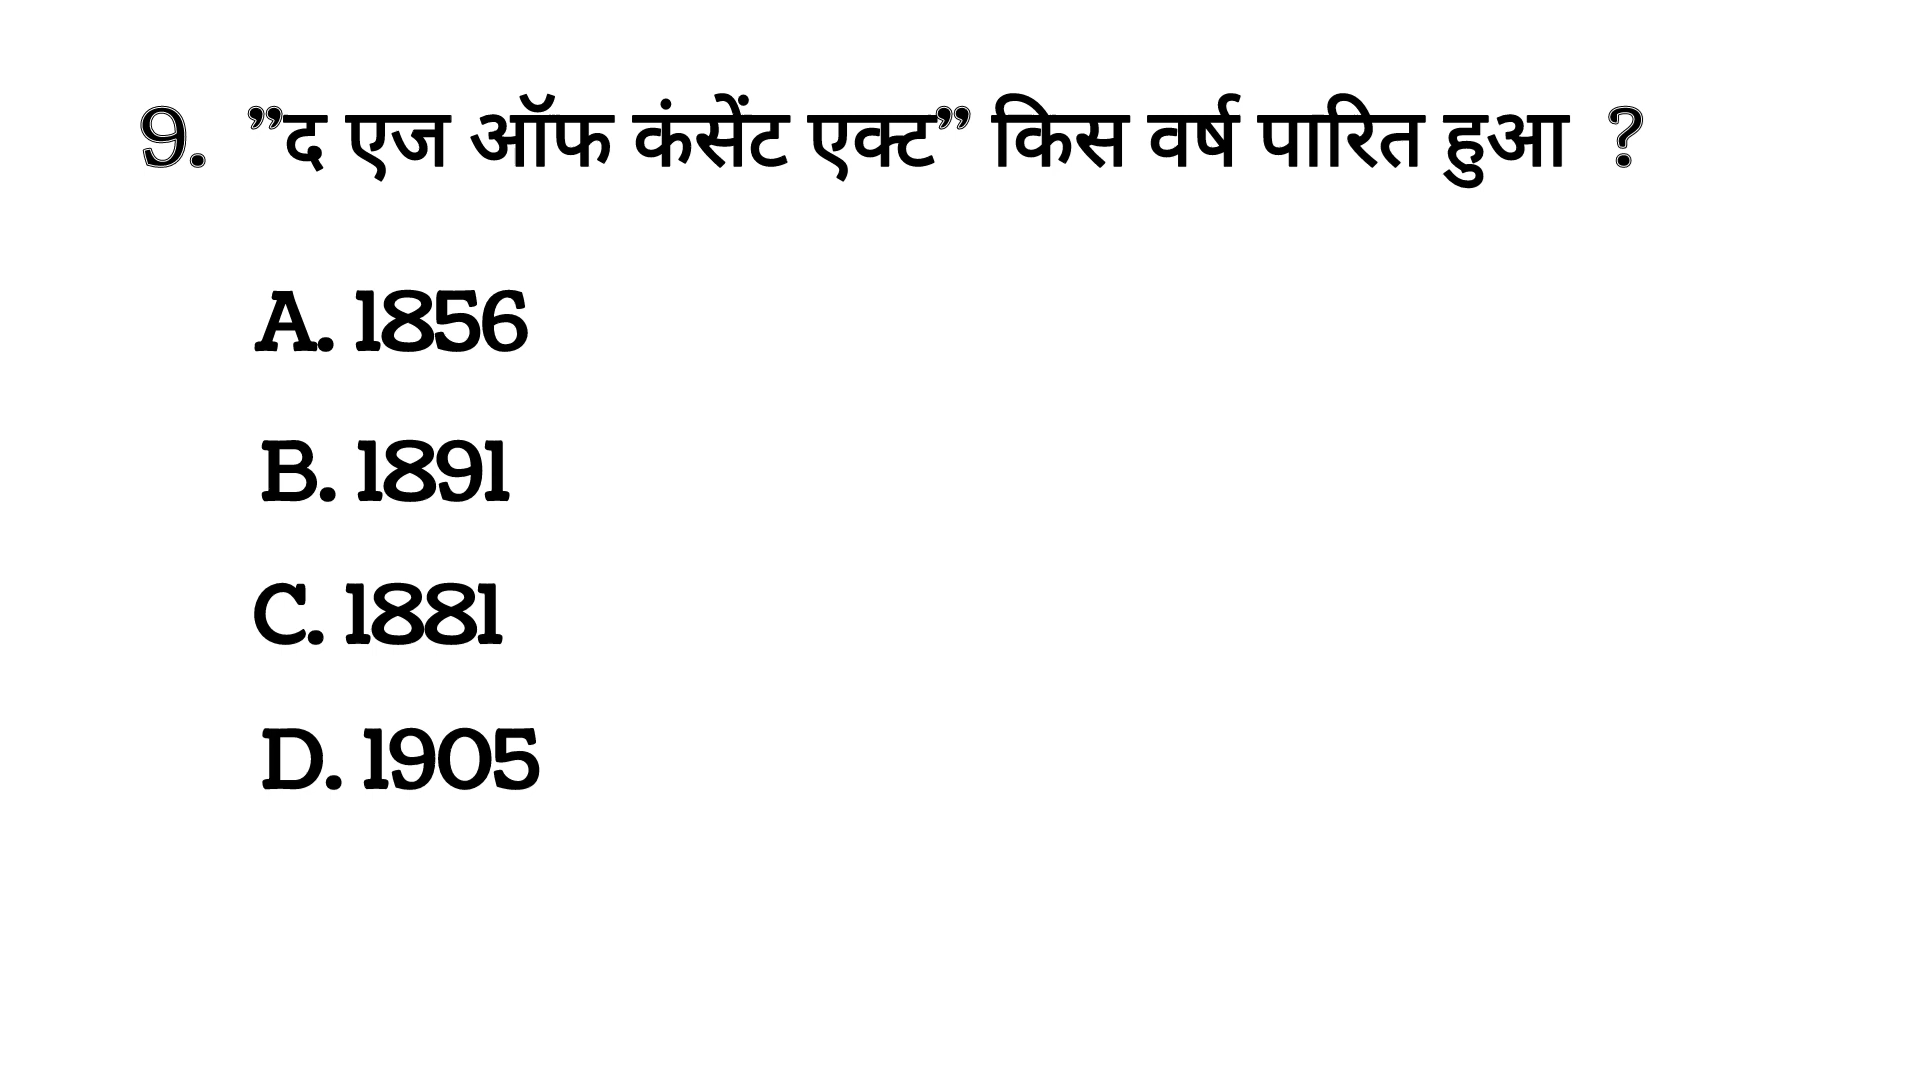 9. ”द एज ऑफ कंसेंट एक्ट” किस वर्ष पारित हुआ ?
A. 1856
B. 1891
C. 1881
D. 1905